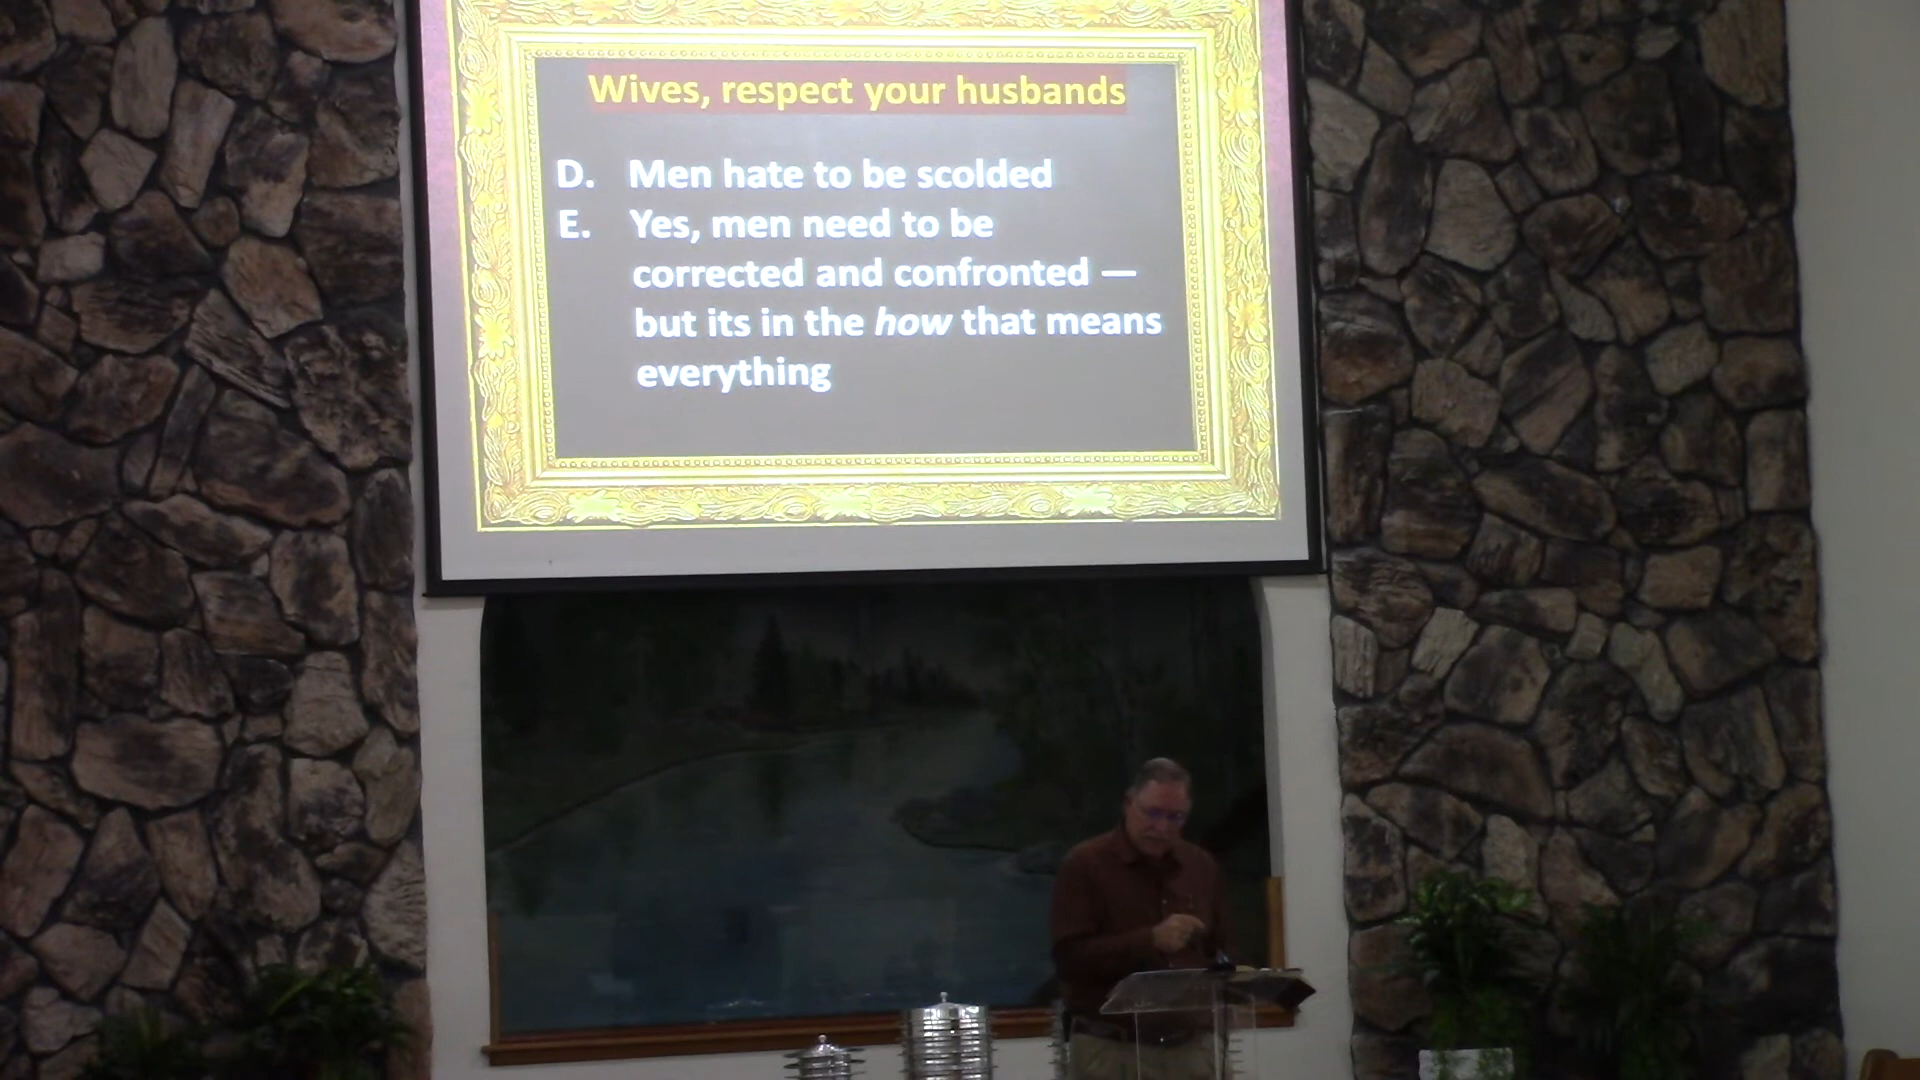 Wives, respect your husbands
D. Men hate to be scolded
E. Yes, men need to be
corrected and confronted —
but its in the how that means
everything